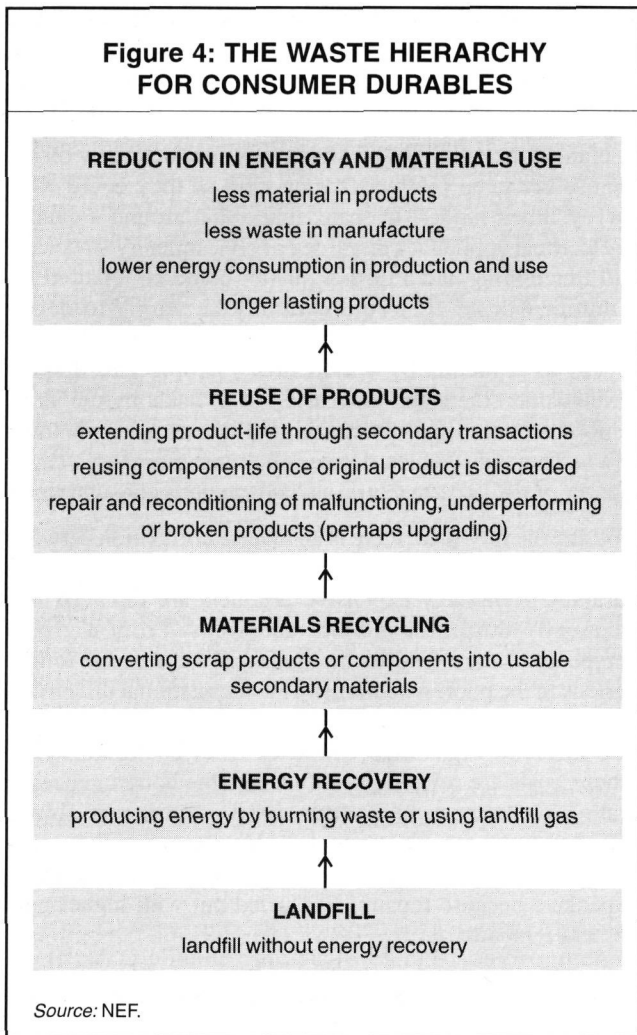 Figure 4: THE WASTE HIERARCHY
FOR CONSUMER DURABLES
REDUCTION IN ENERGY AND MATERIALS USE
less material in products
less waste in manufacture
lower energy consumption in production and use
longer lasting products
REUSE OF PRODUCTS
extending product-life through secondary transactions
reusing components once original product is discarded
repair and reconditioning of malfunctioning, underperforming
or broken products (perhaps upgrading)
MATERIALS RECYCLING
converting scrap products or components into usable
secondary materials
ENERGY RECOVERY
producing energy by burning waste or using landfill gas
LANDFILL
landfill without energy recovery
Source: NEF.